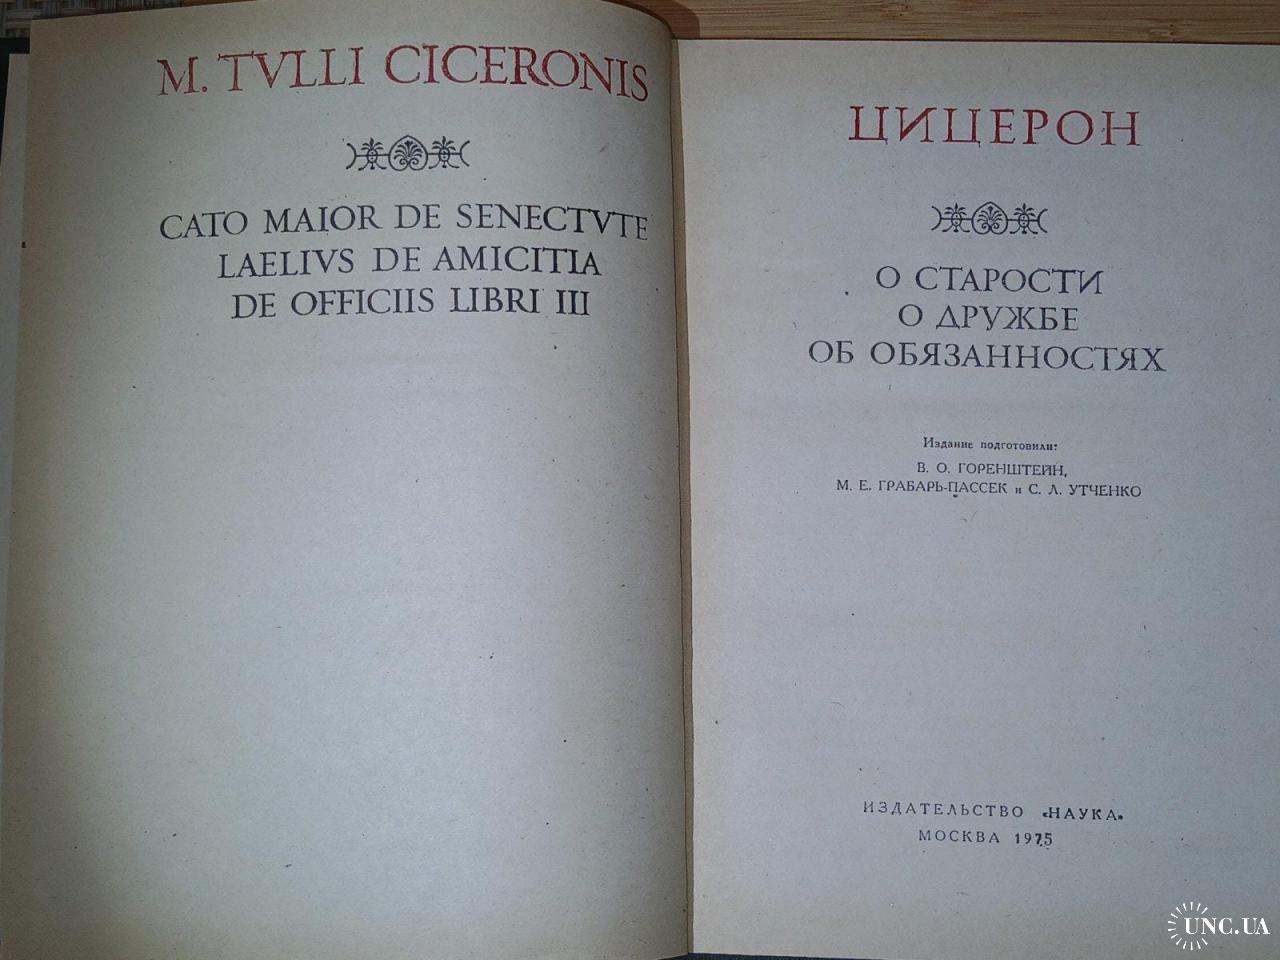 M. TVLLI CICERONIS
CATO MAIOR DE SENECTVTE
LAELIVS DE AMICITIA
DE OFFICIIS LIBRI III
ЦИЦЕРОН
О СТАРОСТИ
О ДРУЖБЕ
ОБ ОБЯЗАННОСТЯХ
Издание подготовили:
В. О. ГОРЕНШТЕЙН,
М. Е. ГРАБАРЬ-ПАССЕК и С. Л. УТЧЕНКО
ИЗДАТЕЛЬСТВО «НАУКА»
МОСКВА 1975
UNC.UA